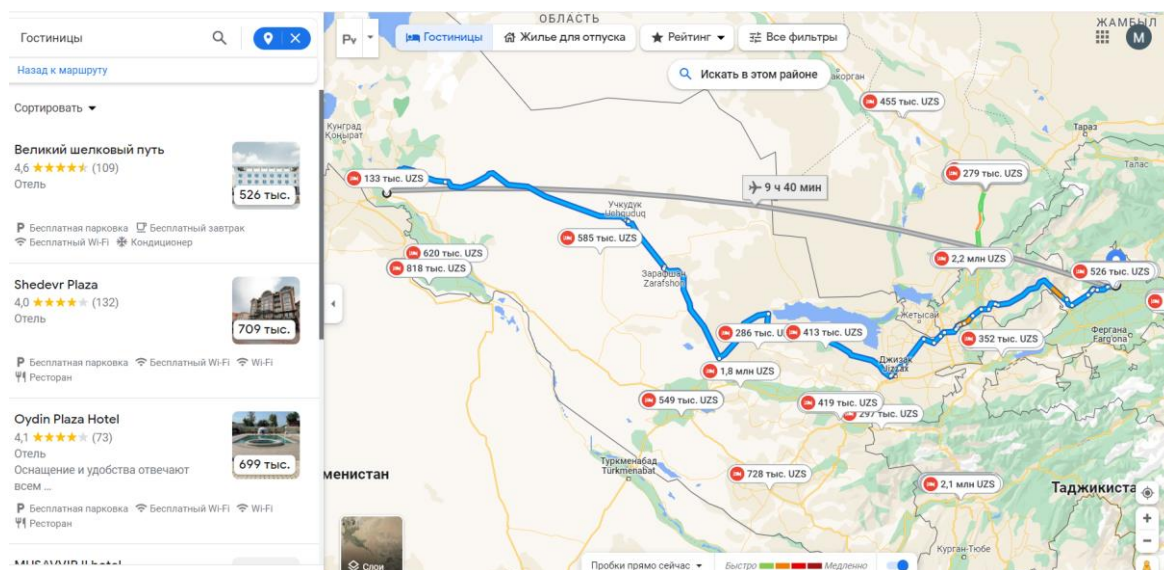 Гостиницы
Назад к маршруту
Сортировать
Великий шелковый путь
4,6 (109)
Отель
526 тыс.
Бесплатная парковка Бесплатный завтрак
Бесплатный Wi-Fi Кондиционер
Shedevr Plaza
4,0 (132)
Отель
709 тыс.
Бесплатная парковка Бесплатный Wi-Fi Wi-Fi
Ресторан
Oydin Plaza Hotel
4,1 (73)
Отель
Оснащение и удобства отвечают
всем ...
699 тыс.
Бесплатная парковка Бесплатный Wi-Fi Wi-Fi
Ресторан
ОБЛАСТЬ
ЖАМБЫЛ
Гостиницы
Жилье для отпуска
Рейтинг
Все фильтры
M
Искать в этом районе
акорган
455 тыс. UZS
Кунград
Қоңырат
Тараз
Талас
133 тыс. UZS
279 тыс. UZS
9 ч 40 мин
Учкудук
Uchquduq
585 тыс. UZS
620 тыс. UZS
818 тыс. UZS
2,2 млн UZS
526 тыс. UZS
Зарафшан
Zarafshon
Жетысай
286 тыс. U
413 тыс. UZS
352 тыс. UZS
Фергана
Farg'ona
Джизак
Jizzax
1,8 млн UZS
549 тыс. UZS
419 тыс. UZS
297 тыс. UZS
Туркменабад
Türkmenabat
728 тыс. UZS
менистан
2,1 млн UZS
Таджикиста
Курган-Тюбе
Слои
Пробки прямо сейчас
Быстро
Медленно